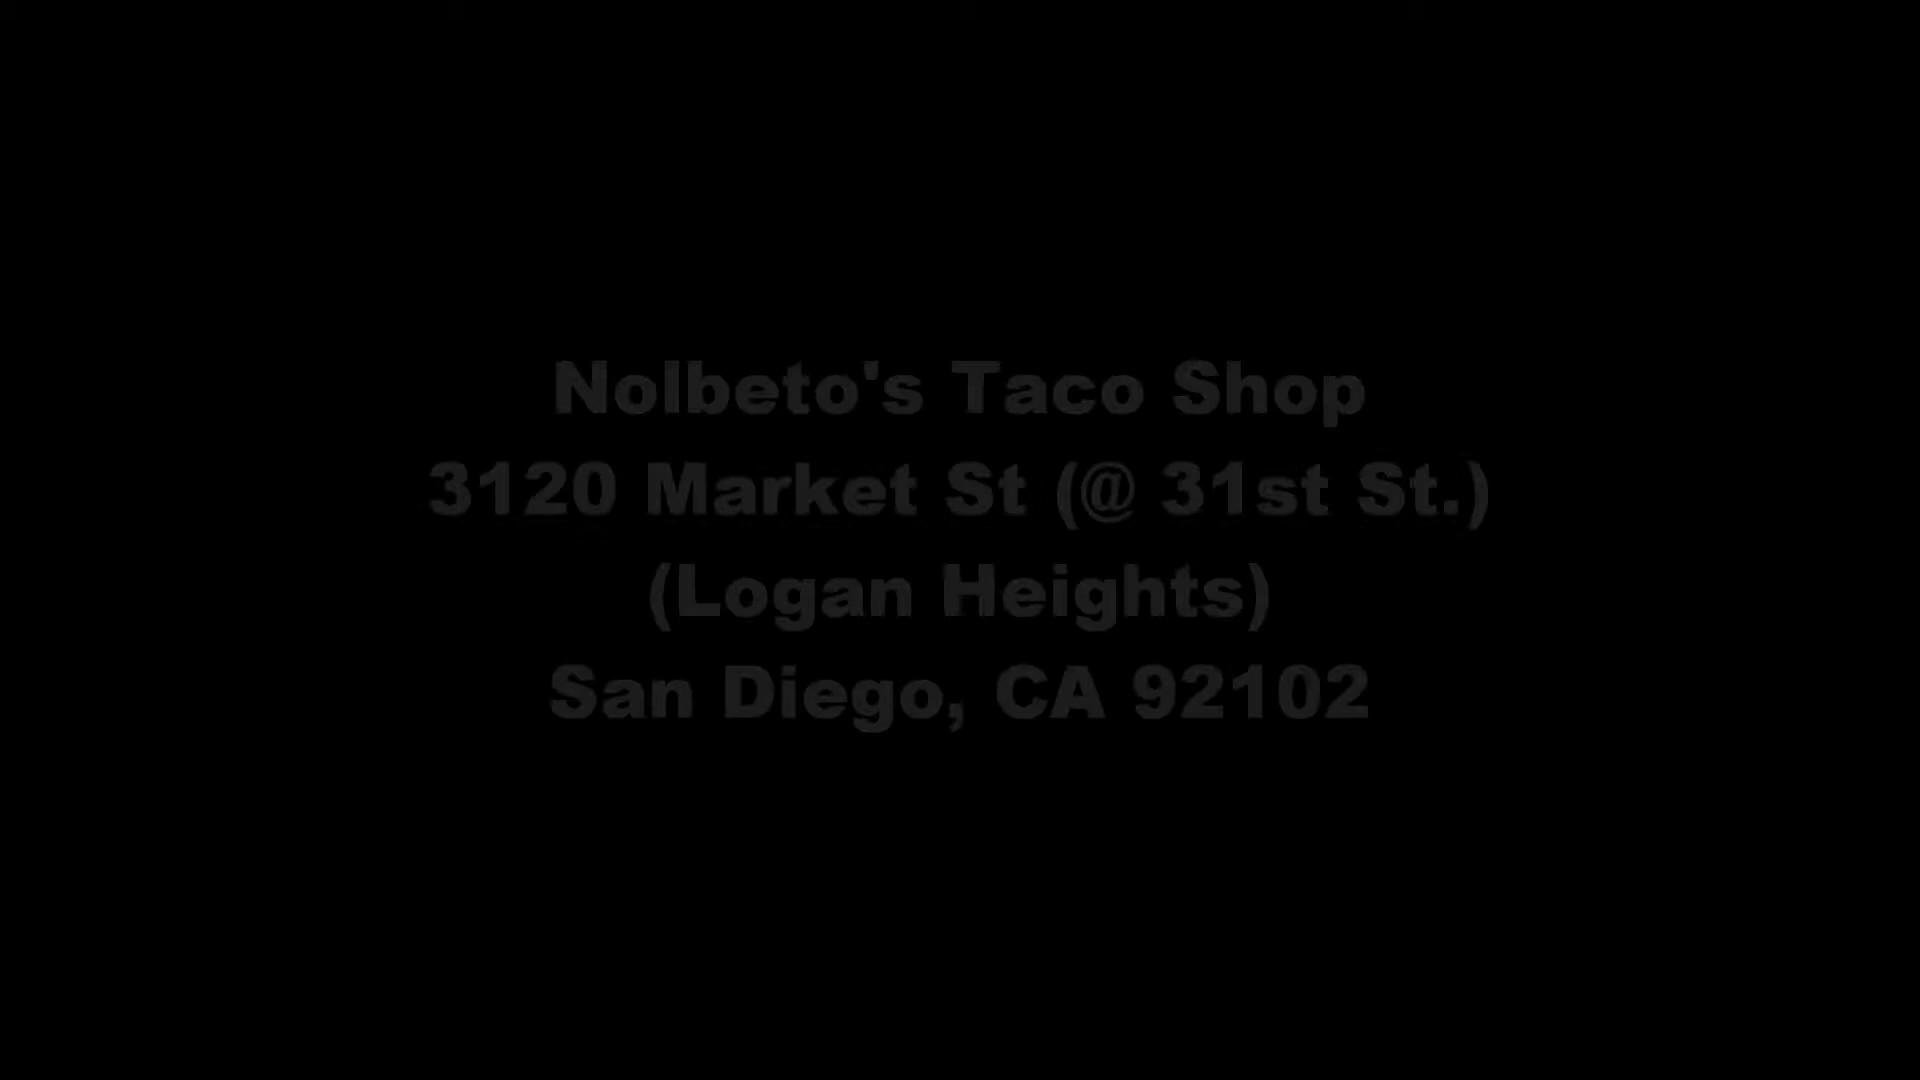 Nolbeto's Taco Shop
3120 Market St (@ 31st St.)
(Logan Heights)
San Diego, CA 92102